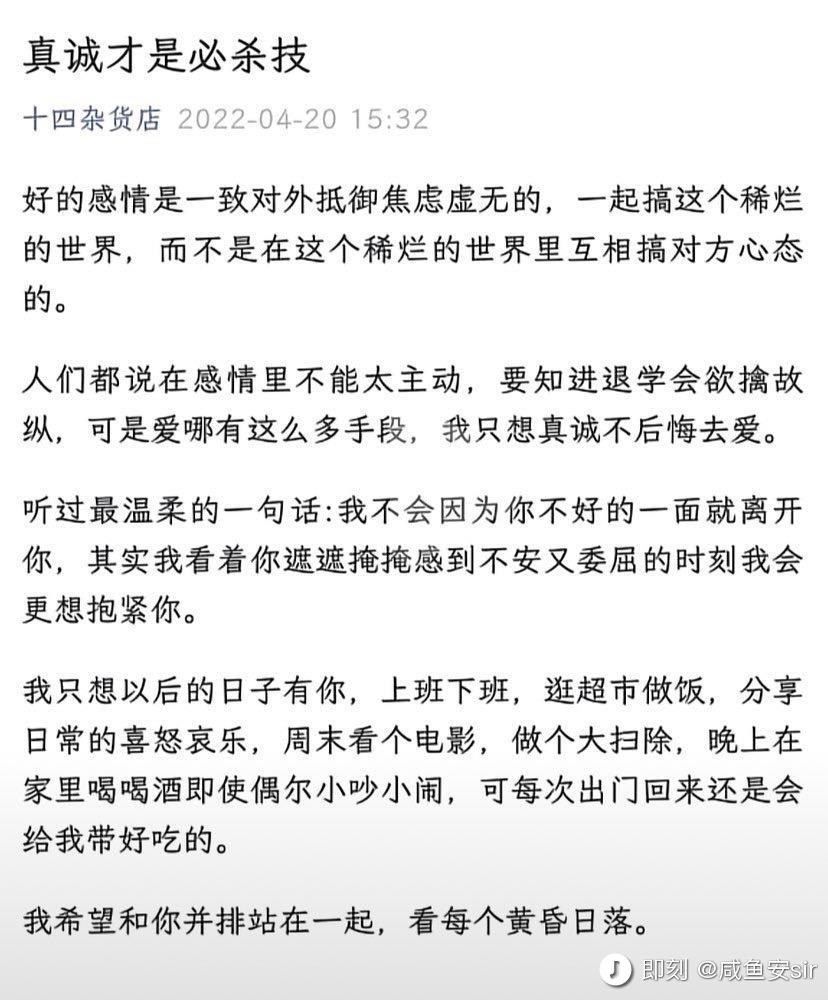 真诚才是必杀技
十四杂货店 2022-04-20 15:32
好的感情是一致对外抵御焦虑虚无的，一起搞这个稀烂
的世界，而不是在这个稀烂的世界里互相搞对方心态
的。
人们都说在感情里不能太主动，要知进退学会欲擒故
纵，可是爱哪有这么多手段，我只想真诚不后悔去爱。
听过最温柔的一句话:我不会因为你不好的一面就离开
你，其实我看着你遮遮掩掩感到不安又委屈的时刻我会
更想抱紧你。
我只想以后的日子有你，上班下班，逛超市做饭，分享
日常的喜怒哀乐，周末看个电影，做个大扫除，晚上在
家里喝喝酒即使偶尔小吵小闹，可每次出门回来还是会
给我带好吃的。
我希望和你并排站在一起，看每个黄昏日落。
即刻 @咸鱼安sir